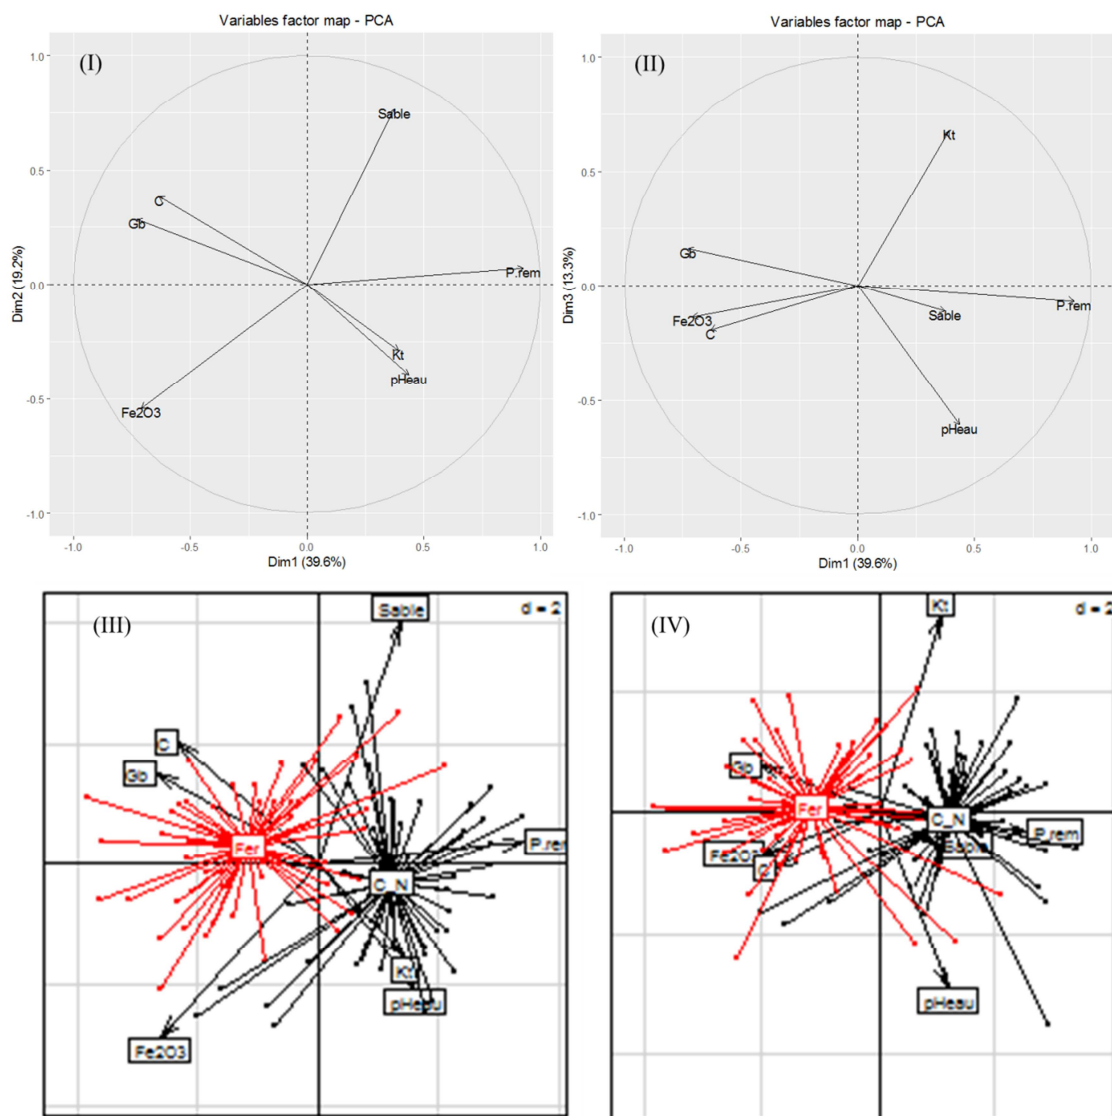 Variables factor map - PCA
(I)
1.0
0.5
0.0
-0.5
-1.0
Dim2 (19.2%)
Sable
C
Gb
P.rem
Kt
pHeau
Fe2O3
-1.0 -0.5 0.0 0.5 1.0
Dim1 (39.6%)
Variables factor map - PCA
(II)
1.0
0.5
0.0
-0.5
-1.0
Dim3 (13.3%)
Kt
Gb
P.rem
Sable
Fe2O3
C
pHeau
-1.0 -0.5 0.0 0.5 1.0
Dim1 (39.6%)
(III)
d = 2
Sable
C
Gb
Fer
P.rem
C_N
Kt
pHeau
Fe2O3
(IV)
d = 2
Kt
Gb
Fer
C_N
P.rem
Sable
Fe2O
C
pHeau